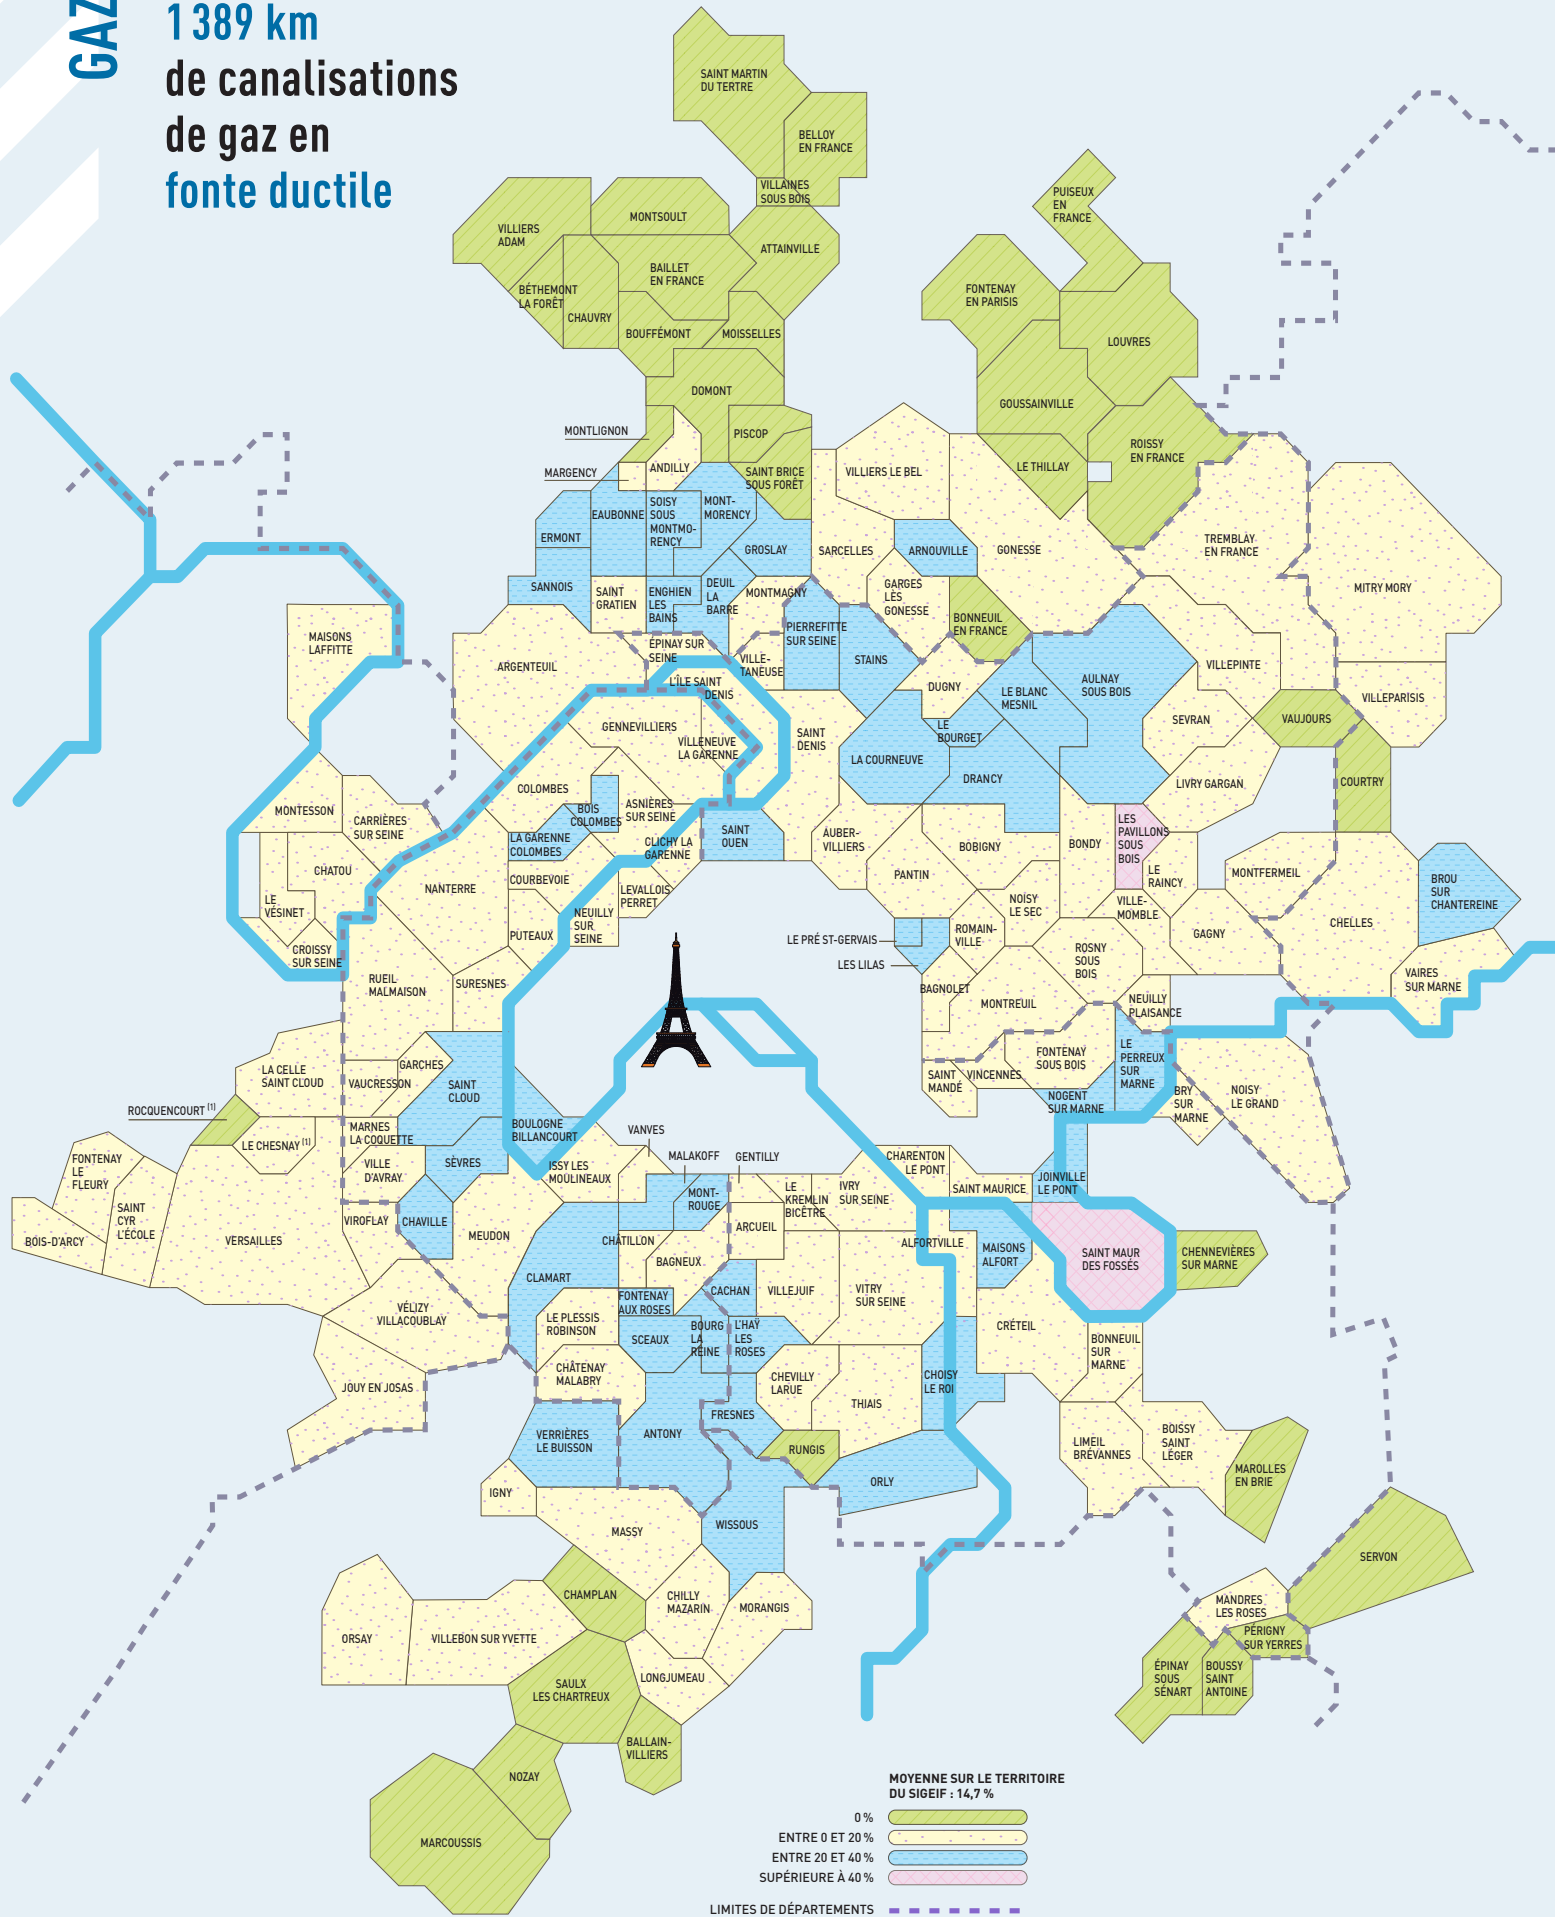 GAZ
1 389 km
de canalisations
de gaz en
fonte ductile
SAINT MARTIN
DU TERTRE
BELLOY
EN FRANCE
VILLAINES
SOUS BOIS
VILLIERS
ADAM
MONTSOULT
ATTAINVILLE
BAILLET
EN FRANCE
BÉTHEMONT
LA FORÊT
CHAUVRY
BOUFFÉMONT
MOISSELLES
DOMONT
PUISEUX
EN
FRANCE
FONTENAY
EN PARISIS
LOUVRES
GOUSSAINVILLE
ROISSY
EN FRANCE
LE THILLAY
MONTLIGNON
PISCOP
MARGENCY
ANDILLY
SAINT BRICE
SOUS FORÊT
VILLIERS LE BEL
EAUBONNE
SOISY
SOUS
MONTMO-
RENCY
MONT-
MORENCY
ERMONT
GROSLAY
SARCELLES
ARNOUVILLE
GONESSE
TREMBLAY
EN FRANCE
MITRY MORY
SANNOIS
SAINT
GRATIEN
ENGHIEN
LES
BAINS
DEUIL
LA
BARRE
MONTMAGNY
GARGES
LÈS
GONESSE
BONNEUIL
EN FRANCE
PIERREFITTE
SUR SEINE
MAISONS
LAFFITTE
ARGENTEUIL
ÉPINAY SUR
SEINE
VILLE-
TANEUSE
STAINS
VILLEPINTE
L'ÎLE SAINT
DENIS
DUGNY
LE BLANC
MESNIL
AULNAY
SOUS BOIS
VILLEPARISIS
GENNEVILLIERS
VILLENEUVE
LA GARENNE
SAINT
DENIS
LE
BOURGET
SEVRAN
VAUJOURS
LA COURNEUVE
DRANCY
LIVRY GARGAN
COURTRY
COLOMBES
BOIS
COLOMBES
ASNIÈRES
SUR SEINE
MONTESSON
CARRIÈRES
SUR SEINE
LA GARENNE
COLOMBES
CLICHY LA
GARENNE
SAINT
OUEN
AUBER-
VILLIERS
BOBIGNY
BONDY
LES
PAVILLONS
SOUS
BOIS
LE
RAINCY
MONTFERMEIL
BROU
SUR
CHANTEREINE
CHATOU
NANTERRE
COURBEVOIE
LEVALLOIS
PERRET
PANTIN
NOISY
LE SEC
VILLE-
MOMBLE
GAGNY
CHELLES
LE
VÉSINET
PUTEAUX
NEUILLY
SUR
SEINE
LE PRÉ ST-GERVAIS
LES LILAS
ROMAIN-
VILLE
ROSNY
SOUS
BOIS
CROISSY
SUR SEINE
RUEIL
MALMAISON
SURESNES
BAGNOLET
MONTREUIL
NEUILLY
PLAISANCE
VAIRES
SUR MARNE
LA CELLE
SAINT CLOUD
VAUCRESSON
GARCHES
SAINT
CLOUD
SAINT
MANDÉ
VINCENNES
FONTENAY
SOUS BOIS
LE
PERREUX
SUR
MARNE
NOGENT
SUR MARNE
BRY
SUR
MARNE
NOISY
LE GRAND
ROCQUENCOURT (1)
LE CHESNAY (1)
MARNES
LA COQUETTE
BOULOGNE
BILLANCOURT
VANVES
MALAKOFF
GENTILLY
FONTENAY
LE
FLEURY
VILLE
D'AVRAY
SÈVRES
ISSY LES
MOULINEAUX
MONT-
ROUGE
LE
KREMLIN
BICÊTRE
IVRY
SUR SEINE
CHARENTON
LE PONT
SAINT MAURICE
JOINVILLE
LE PONT
SAINT
CYR
L'ÉCOLE
BOIS-D'ARCY
VERSAILLES
VIROFLAY
CHAVILLE
MEUDON
CHÂTILLON
ARCUEIL
ALFORTVILLE
MAISONS
ALFORT
SAINT MAUR
DES FOSSÉS
CHENNEVIÈRES
SUR MARNE
BAGNEUX
CLAMART
VÉLIZY
VILLACOUBLAY
FONTENAY
AUX ROSES
CACHAN
VILLEJUIF
VITRY
SUR SEINE
LE PLESSIS
ROBINSON
SCEAUX
BOURG
LA
REINE
L'HAŸ
LES
ROSES
CRÉTEIL
BONNEUIL
SUR
MARNE
JOUY EN JOSAS
CHÂTENAY
MALABRY
CHEVILLY
LARUE
THIAIS
CHOISY
LE ROI
VERRIÈRES
LE BUISSON
ANTONY
FRESNES
RUNGIS
LIMEIL
BRÉVANNES
BOISSY
SAINT
LÉGER
MAROLLES
EN BRIE
ORLY
IGNY
MASSY
WISSOUS
SERVON
CHAMPLAN
CHILLY
MAZARIN
MORANGIS
MANDRES
LES ROSES
PÉRIGNY
SUR YERRES
ORSAY
VILLEBON SUR YVETTE
LONGJUMEAU
ÉPINAY
SOUS
SÉNART
BOUSSY
SAINT
ANTOINE
SAULX
LES CHARTREUX
BALLAIN-
VILLIERS
NOZAY
MARCOUSSIS
MOYENNE SUR LE TERRITOIRE
DU SIGEIF : 14,7 %
0 %
ENTRE 0 ET 20 %
ENTRE 20 ET 40 %
SUPÉRIEURE À 40 %
LIMITES DE DÉPARTEMENTS